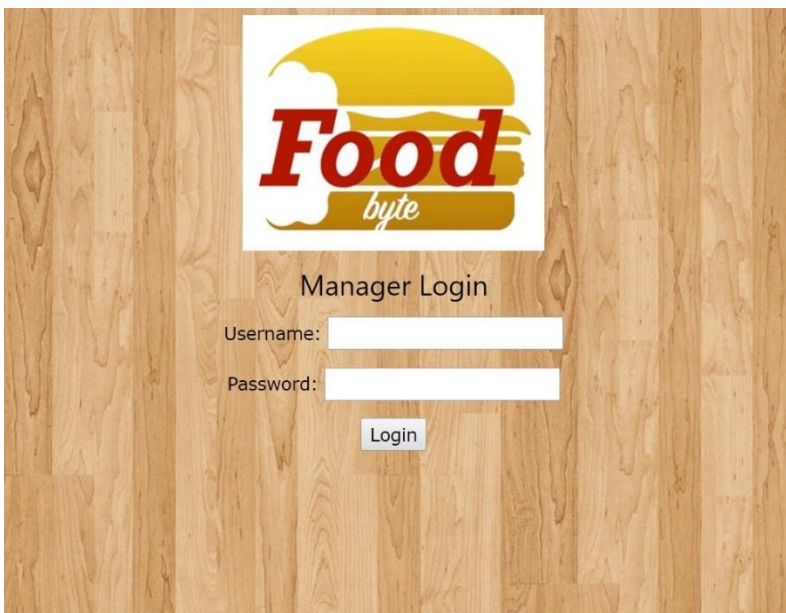 Food
byte
Manager Login
Username:
Password:
Login